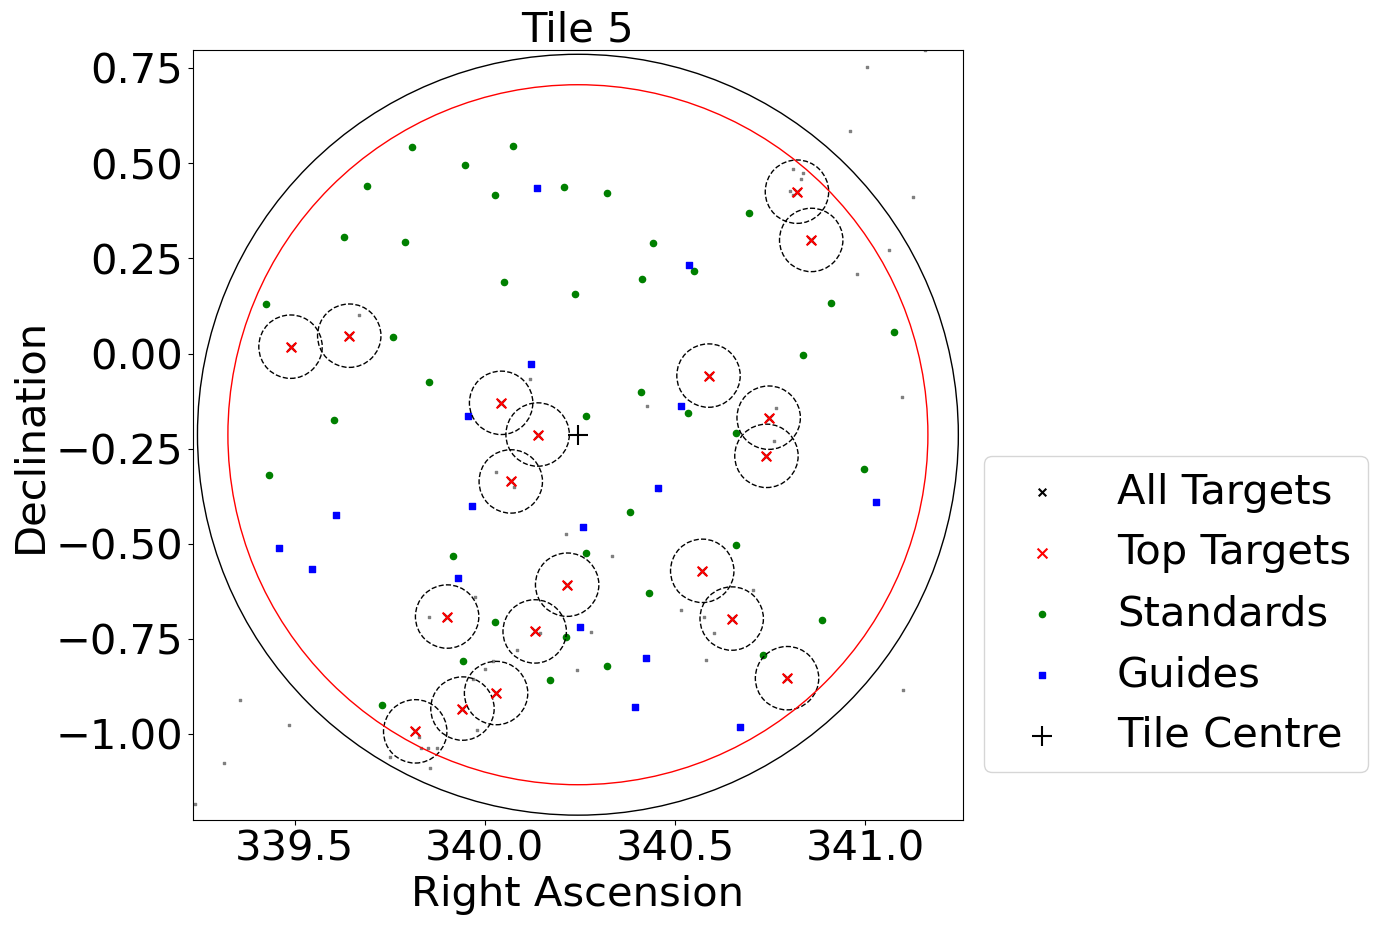 Tile 5
0.75
0.50
0.25
0.00
−0.25
−0.50
−0.75
−1.00
Declination
339.5 340.0 340.5 341.0
Right Ascension
All Targets
Top Targets
Standards
Guides
Tile Centre